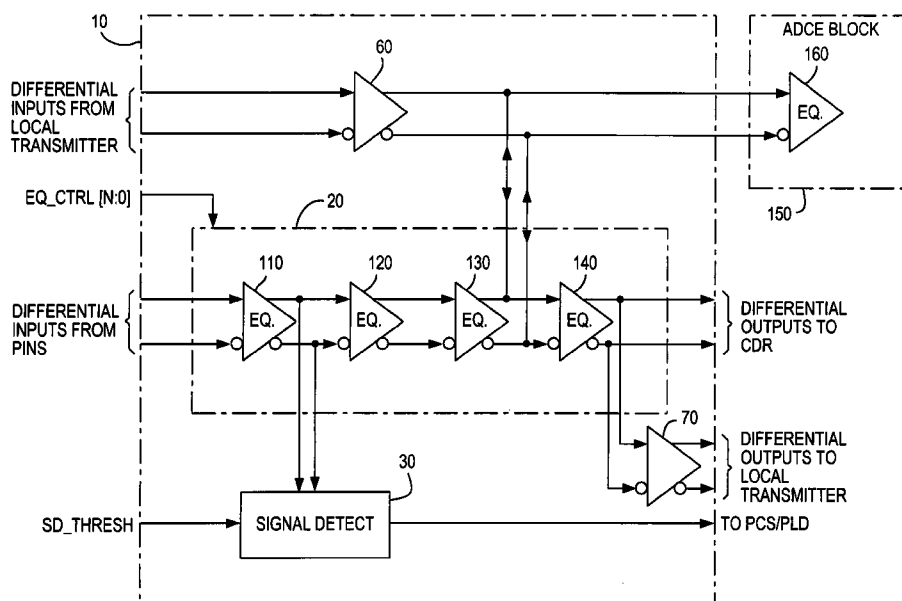 10
ADCE BLOCK
60
160
DIFFERENTIAL
INPUTS FROM
LOCAL
TRANSMITTER
EQ.
EQ_CTRL [N:0]
20
150
110
120
130
140
DIFFERENTIAL
INPUTS FROM
PINS
EQ.
EQ.
EQ.
EQ.
DIFFERENTIAL
OUTPUTS TO
CDR
70
DIFFERENTIAL
OUTPUTS TO
LOCAL
TRANSMITTER
30
SD_THRESH
SIGNAL DETECT
TO PCS/PLD